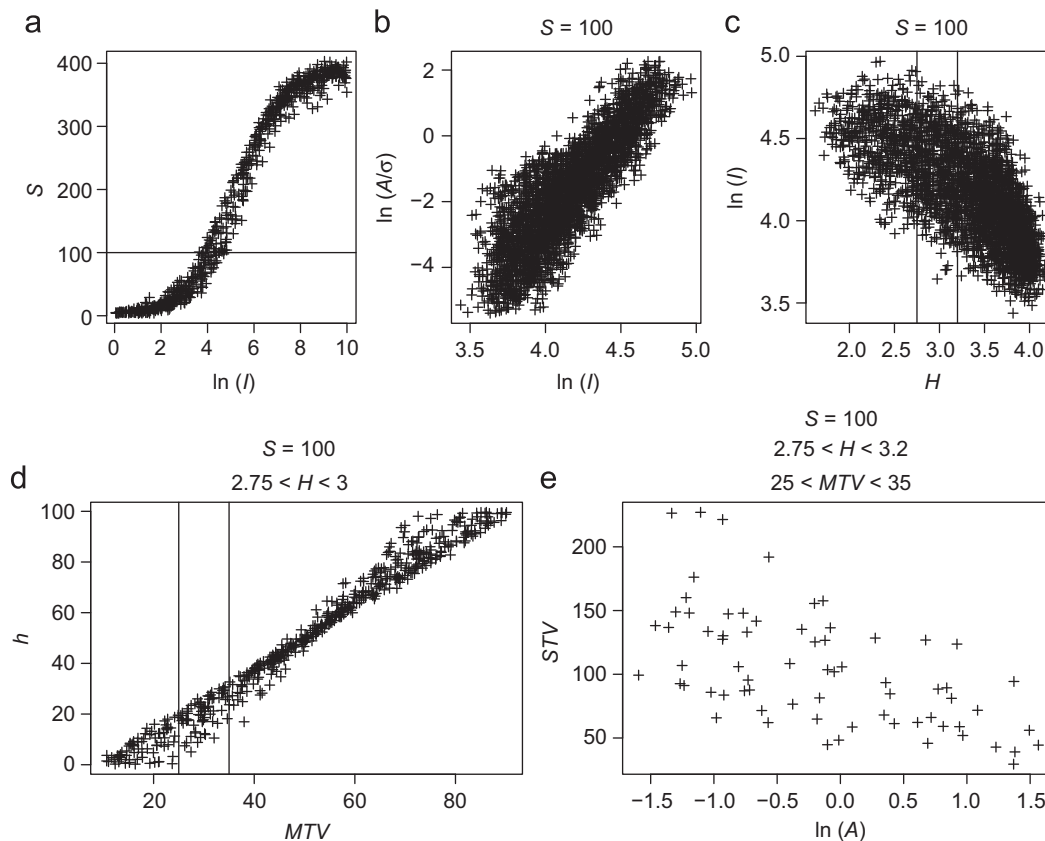 a
400
300
200
100
0
S
0 2 4 6 8 10
ln (I)
b
S = 100
2
0
−2
−4
ln (A/σ)
3.5 4.0 4.5 5.0
ln (I)
c
S = 100
5.0
4.5
4.0
3.5
ln (I)
2.0 2.5 3.0 3.5 4.0
H
d
S = 100
2.75 < H < 3
100
80
60
40
20
0
h
20 40 60 80
MTV
e
S = 100
2.75 < H < 3.2
25 < MTV < 35
200
150
100
50
STV
−1.5 −1.0 −0.5 0.0 0.5 1.0 1.5
ln (A)